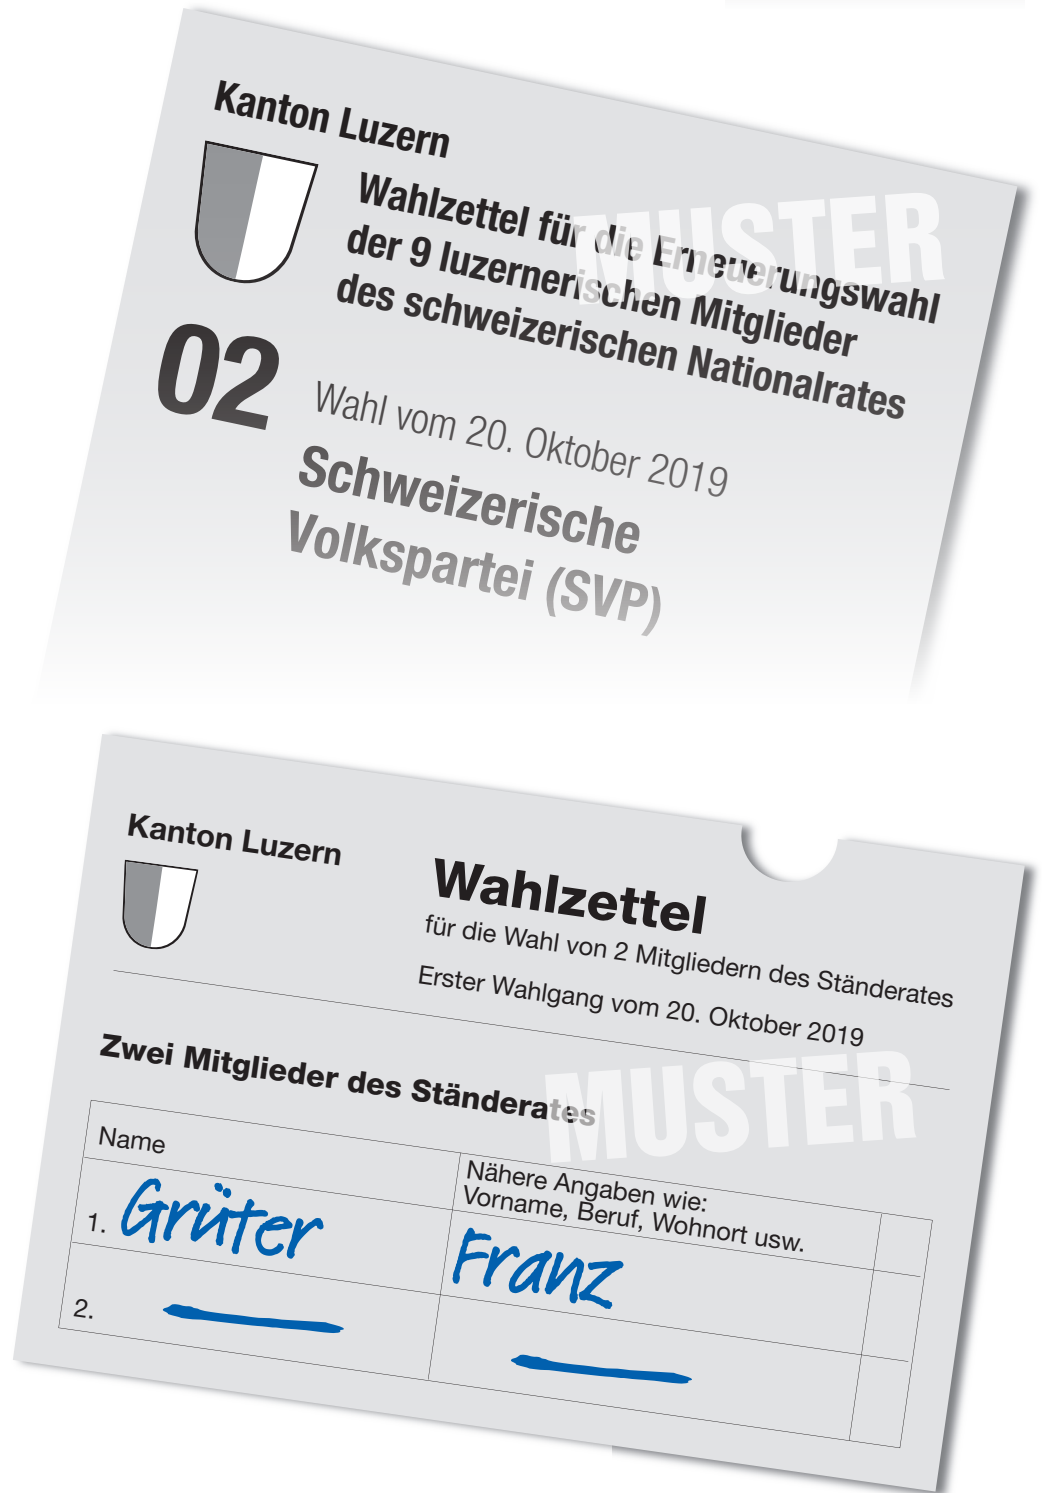 Kanton Luzern
Wahlzettel für die Erneuerungswahl
der 9 luzernerischen Mitglieder
des schweizerischen Nationalrates
MUSTER
02
Wahl vom 20. Oktober 2019
Schweizerische
Volkspartei (SVP)
Kanton Luzern
Wahlzettel
für die Wahl von 2 Mitgliedern des Ständerates
Erster Wahlgang vom 20. Oktober 2019
Zwei Mitglieder des Ständerates
MUSTER
Name
Nähere Angaben wie:
Vorname, Beruf, Wohnort usw.
1. Grüter Franz
2.